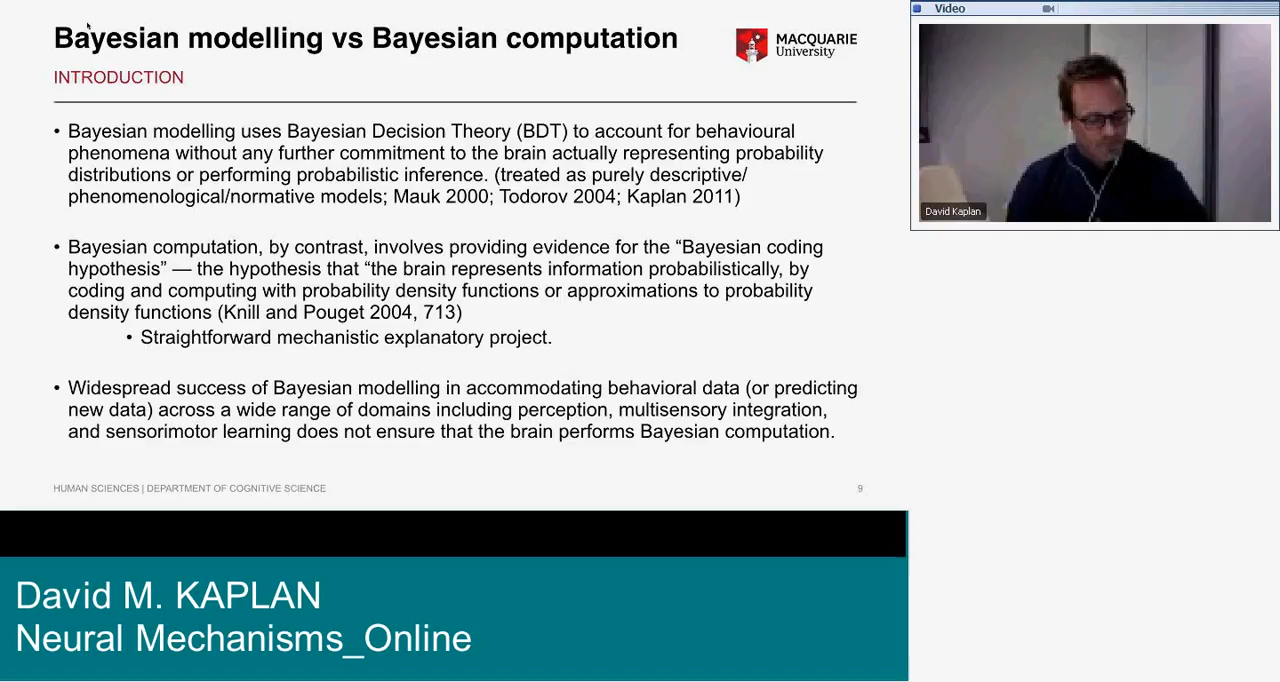 Bayesian modelling vs Bayesian computation
MACQUARIE
University
INTRODUCTION
• Bayesian modelling uses Bayesian Decision Theory (BDT) to account for behavioural
phenomena without any further commitment to the brain actually representing probability
distributions or performing probabilistic inference. (treated as purely descriptive/
phenomenological/normative models; Mauk 2000; Todorov 2004; Kaplan 2011)
• Bayesian computation, by contrast, involves providing evidence for the “Bayesian coding
hypothesis” — the hypothesis that “the brain represents information probabilistically, by
coding and computing with probability density functions or approximations to probability
density functions (Knill and Pouget 2004, 713)
• Straightforward mechanistic explanatory project.
• Widespread success of Bayesian modelling in accommodating behavioral data (or predicting
new data) across a wide range of domains including perception, multisensory integration,
and sensorimotor learning does not ensure that the brain performs Bayesian computation.
HUMAN SCIENCES | DEPARTMENT OF COGNITIVE SCIENCE
9
Video
David Kaplan
David M. KAPLAN
Neural Mechanisms_Online